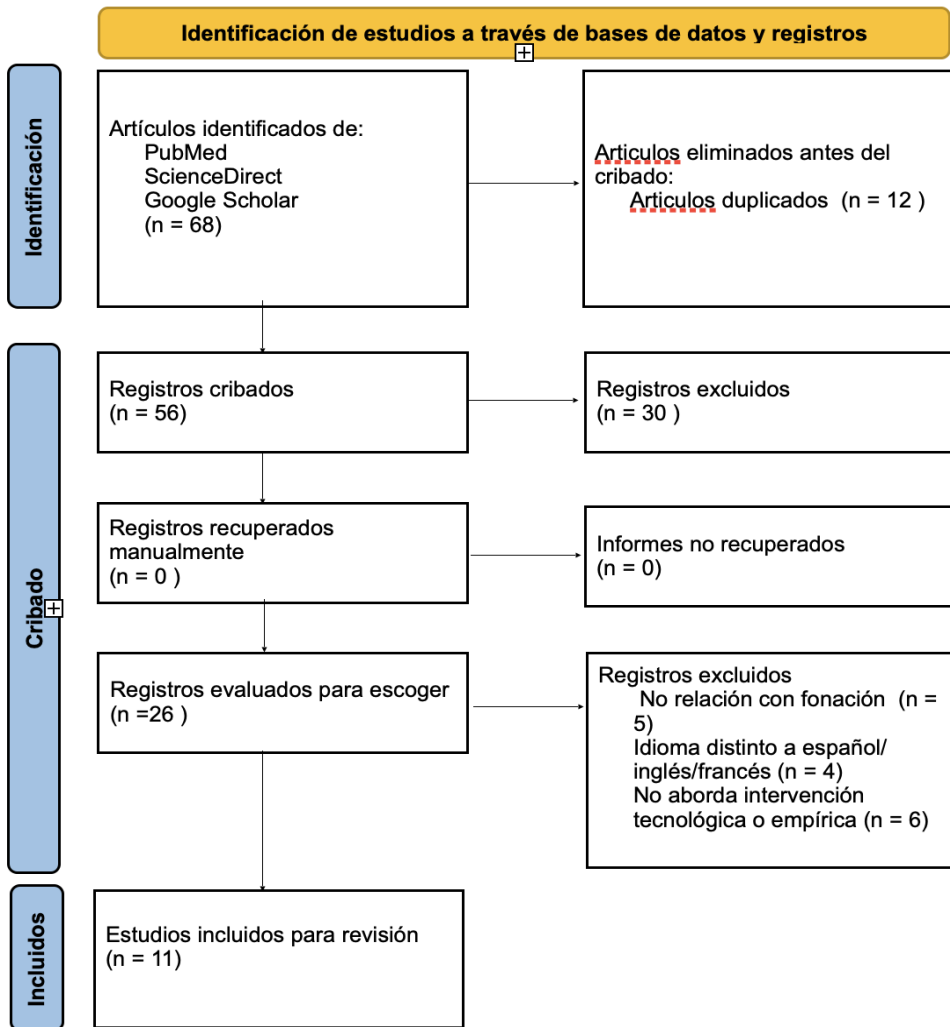 Identificación de estudios a través de bases de datos y registros
Identificación
Artículos identificados de:
PubMed
ScienceDirect
Google Scholar
(n = 68)
Articulos eliminados antes del
cribado:
Articulos duplicados (n = 12 )
Cribado
Registros cribados
(n = 56)
Registros excluidos
(n = 30 )
Registros recuperados
manualmente
(n = 0 )
Informes no recuperados
(n = 0)
Registros evaluados para escoger
(n =26 )
Registros excluidos
No relación con fonación (n =
5)
Idioma distinto a español/
inglés/francés (n = 4)
No aborda intervención
tecnológica o empírica (n = 6)
Incluidos
Estudios incluidos para revisión
(n = 11)